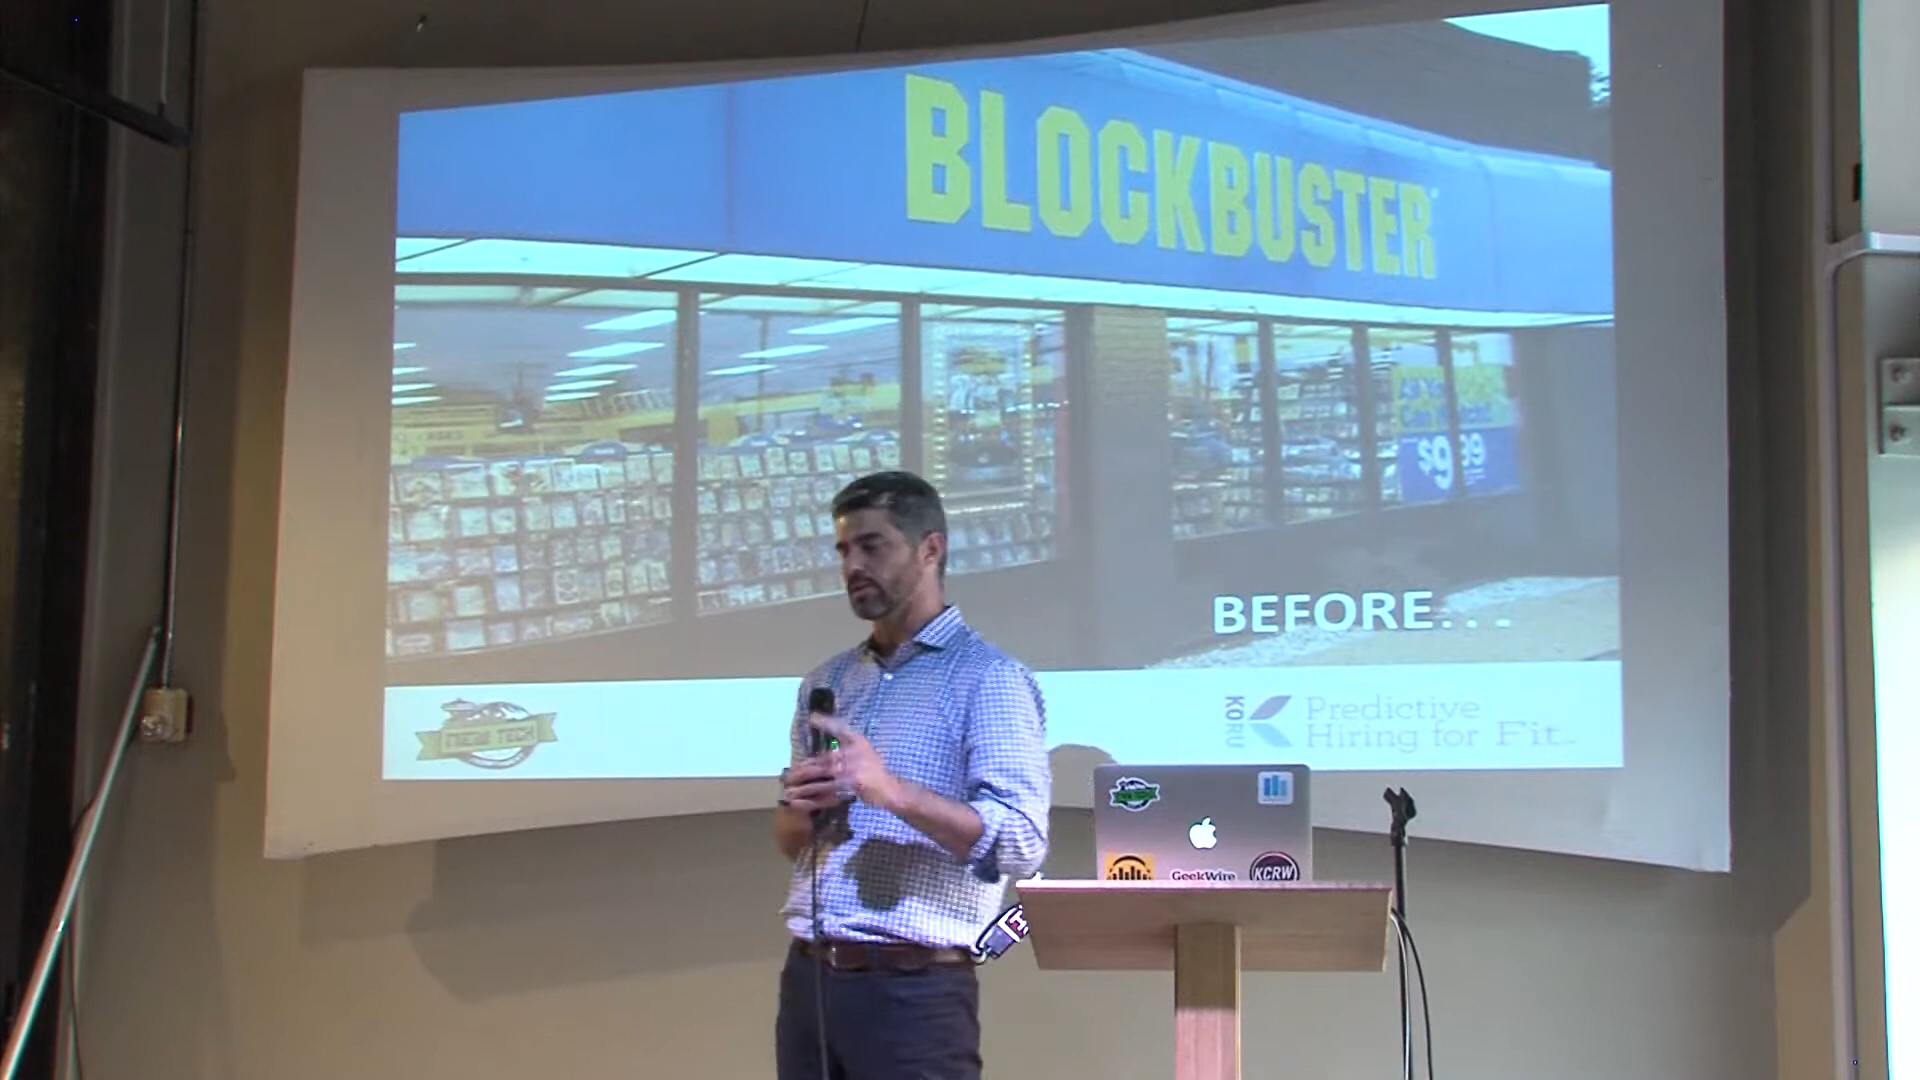 BLOCKBUSTER
$9.99
BEFORE...
NEW TECH
KORU
Predictive
Hiring for Fit
GeekWire
KCRW